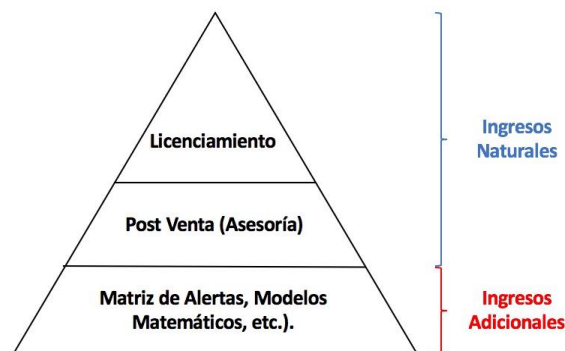 Licenciamiento
Ingresos
Naturales
Post Venta (Asesoría)
Matriz de Alertas, Modelos
Matemáticos, etc.).
Ingresos
Adicionales